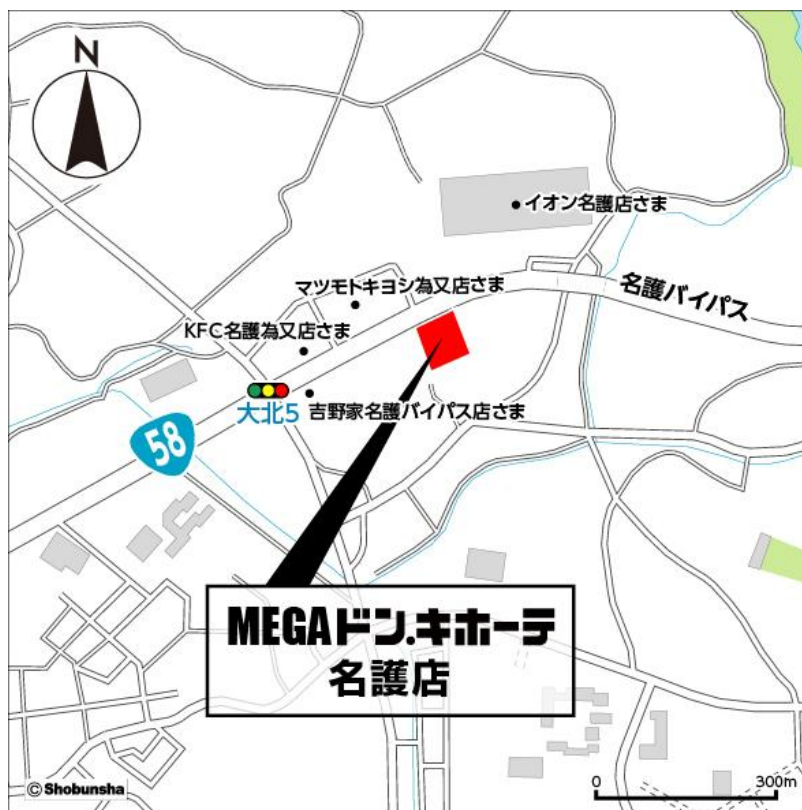 N
イオン名護店さま
名護バイパス
マツモトキヨシ為又店さま
KFC名護為又店さま
大北5
吉野家名護バイパス店さま
58
MEGAドン.キホーテ
名護店
© Shobunsha
0 300m